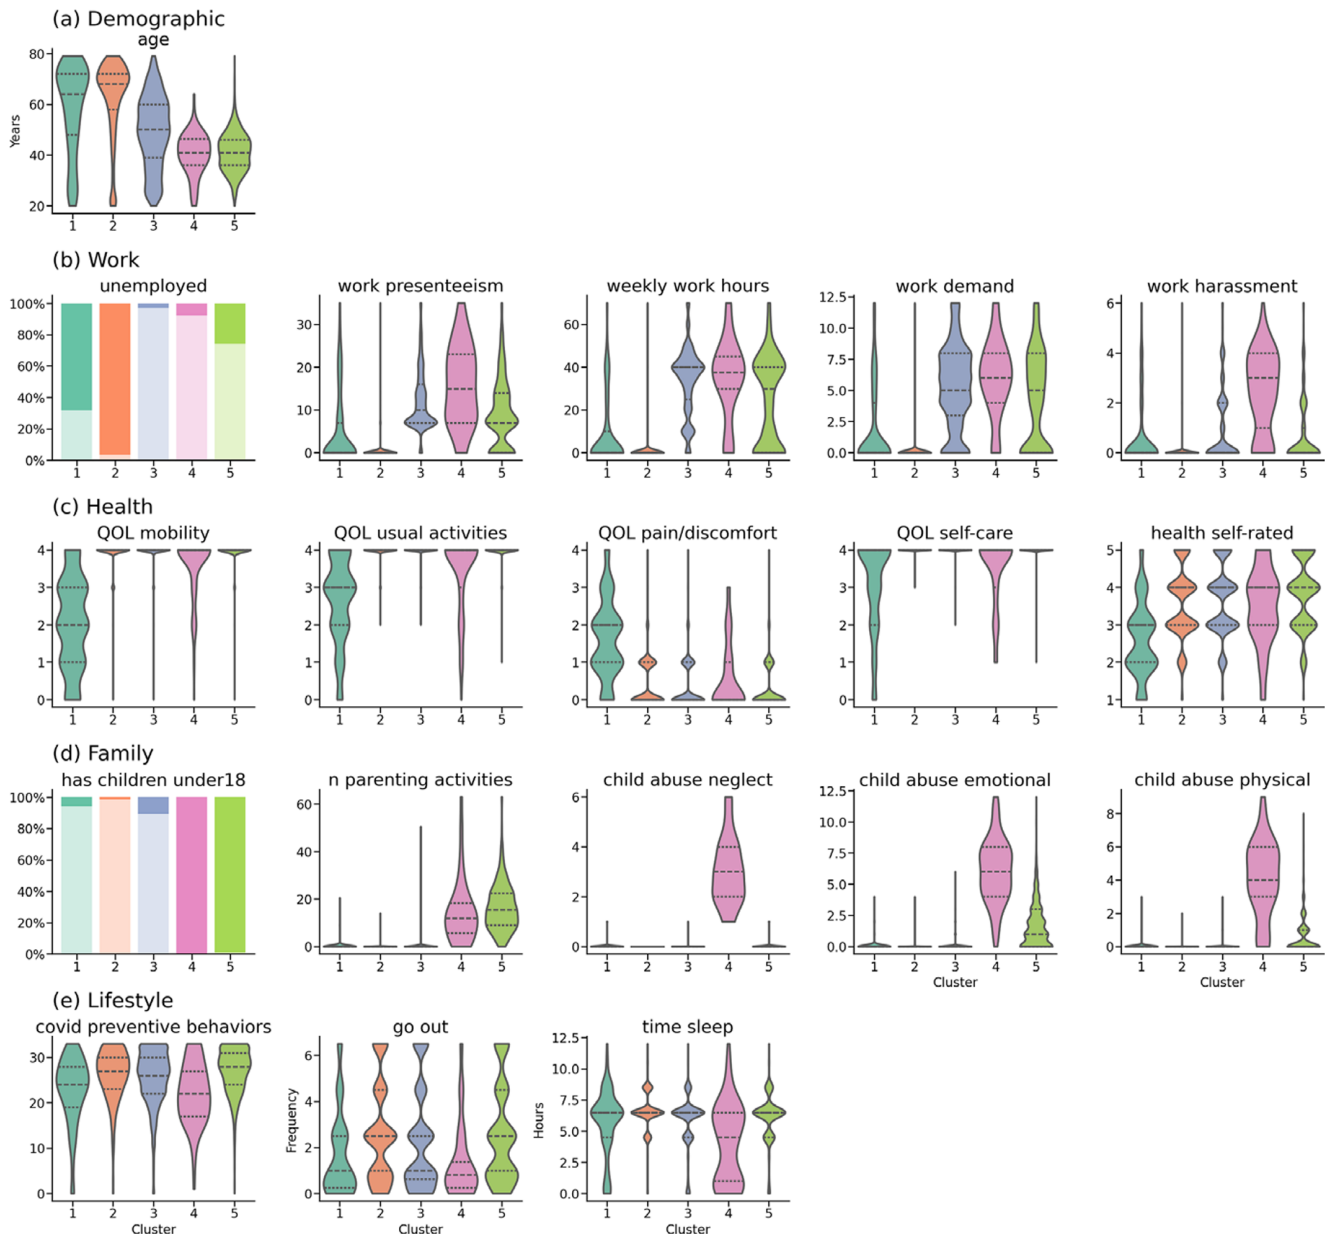 (a) Demographic
age
80
60
40
20
Years
1 2 3 4 5
(b) Work
unemployed
100%
80%
60%
40%
20%
0%
1 2 3 4 5
work presenteeism
30
20
10
0
1 2 3 4 5
weekly work hours
60
40
20
0
1 2 3 4 5
work demand
12.5
10.0
7.5
5.0
2.5
0.0
1 2 3 4 5
work harassment
6
4
2
0
1 2 3 4 5
(c) Health
QOL mobility
4
3
2
1
0
1 2 3 4 5
QOL usual activities
4
3
2
1
0
1 2 3 4 5
QOL pain/discomfort
4
3
2
1
0
1 2 3 4 5
QOL self-care
4
3
2
1
0
1 2 3 4 5
health self-rated
5
4
3
2
1
1 2 3 4 5
(d) Family
has children under18
100%
80%
60%
40%
20%
0%
1 2 3 4 5
n parenting activities
60
40
20
0
1 2 3 4 5
child abuse neglect
6
4
2
0
1 2 3 4 5
child abuse emotional
12.5
10.0
7.5
5.0
2.5
0.0
1 2 3 4 5
Cluster
child abuse physical
8
6
4
2
0
1 2 3 4 5
Cluster
(e) Lifestyle
covid preventive behaviors
30
20
10
0
1 2 3 4 5
Cluster
go out
Frequency
6
4
2
0
1 2 3 4 5
Cluster
time sleep
Hours
12.5
10.0
7.5
5.0
2.5
0.0
1 2 3 4 5
Cluster